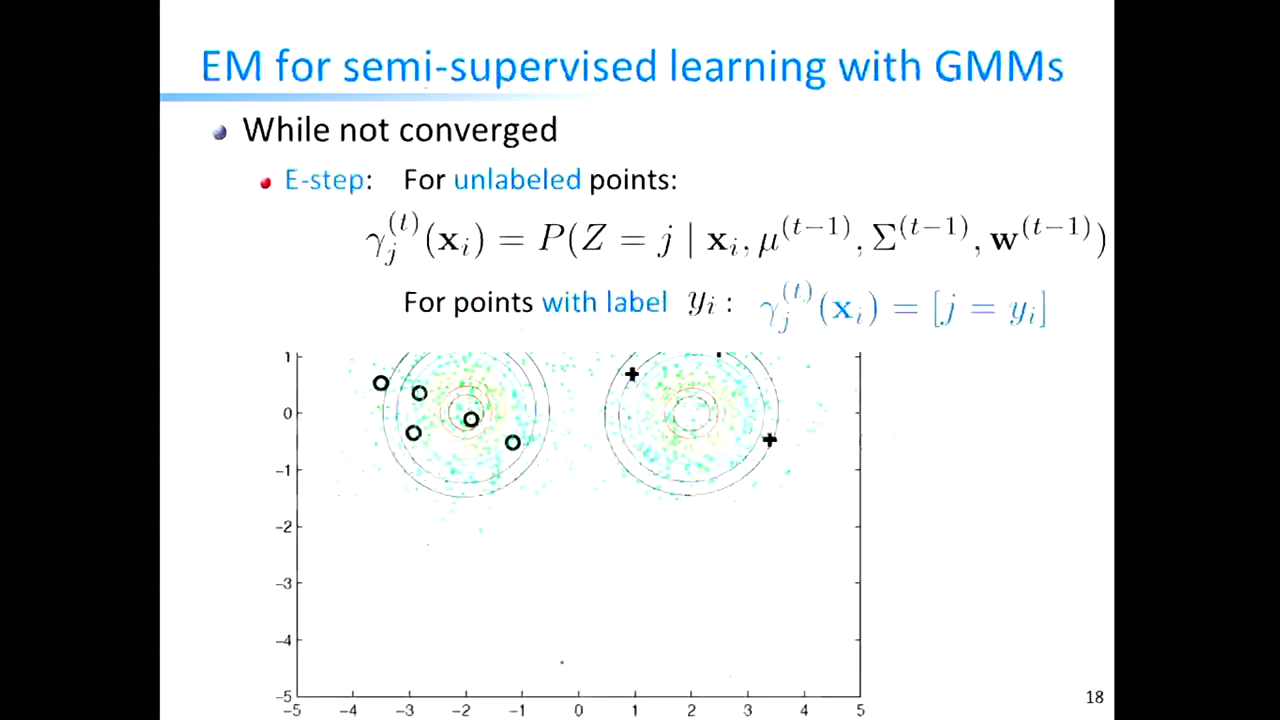 EM for semi-supervised learning with GMMs
While not converged
E-step: For unlabeled points:
γ_j^{(t)}(x_i) = P(Z = j | x_i, μ^{(t−1)}, Σ^{(t−1)}, w^{(t−1)})
For points with label y_i : γ_j^{(t)}(x_i) = [j = y_i]
1
0
−1
−2
−3
−4
−5
−5 −4 −3 −2 −1 0 1 2 3 4 5
18